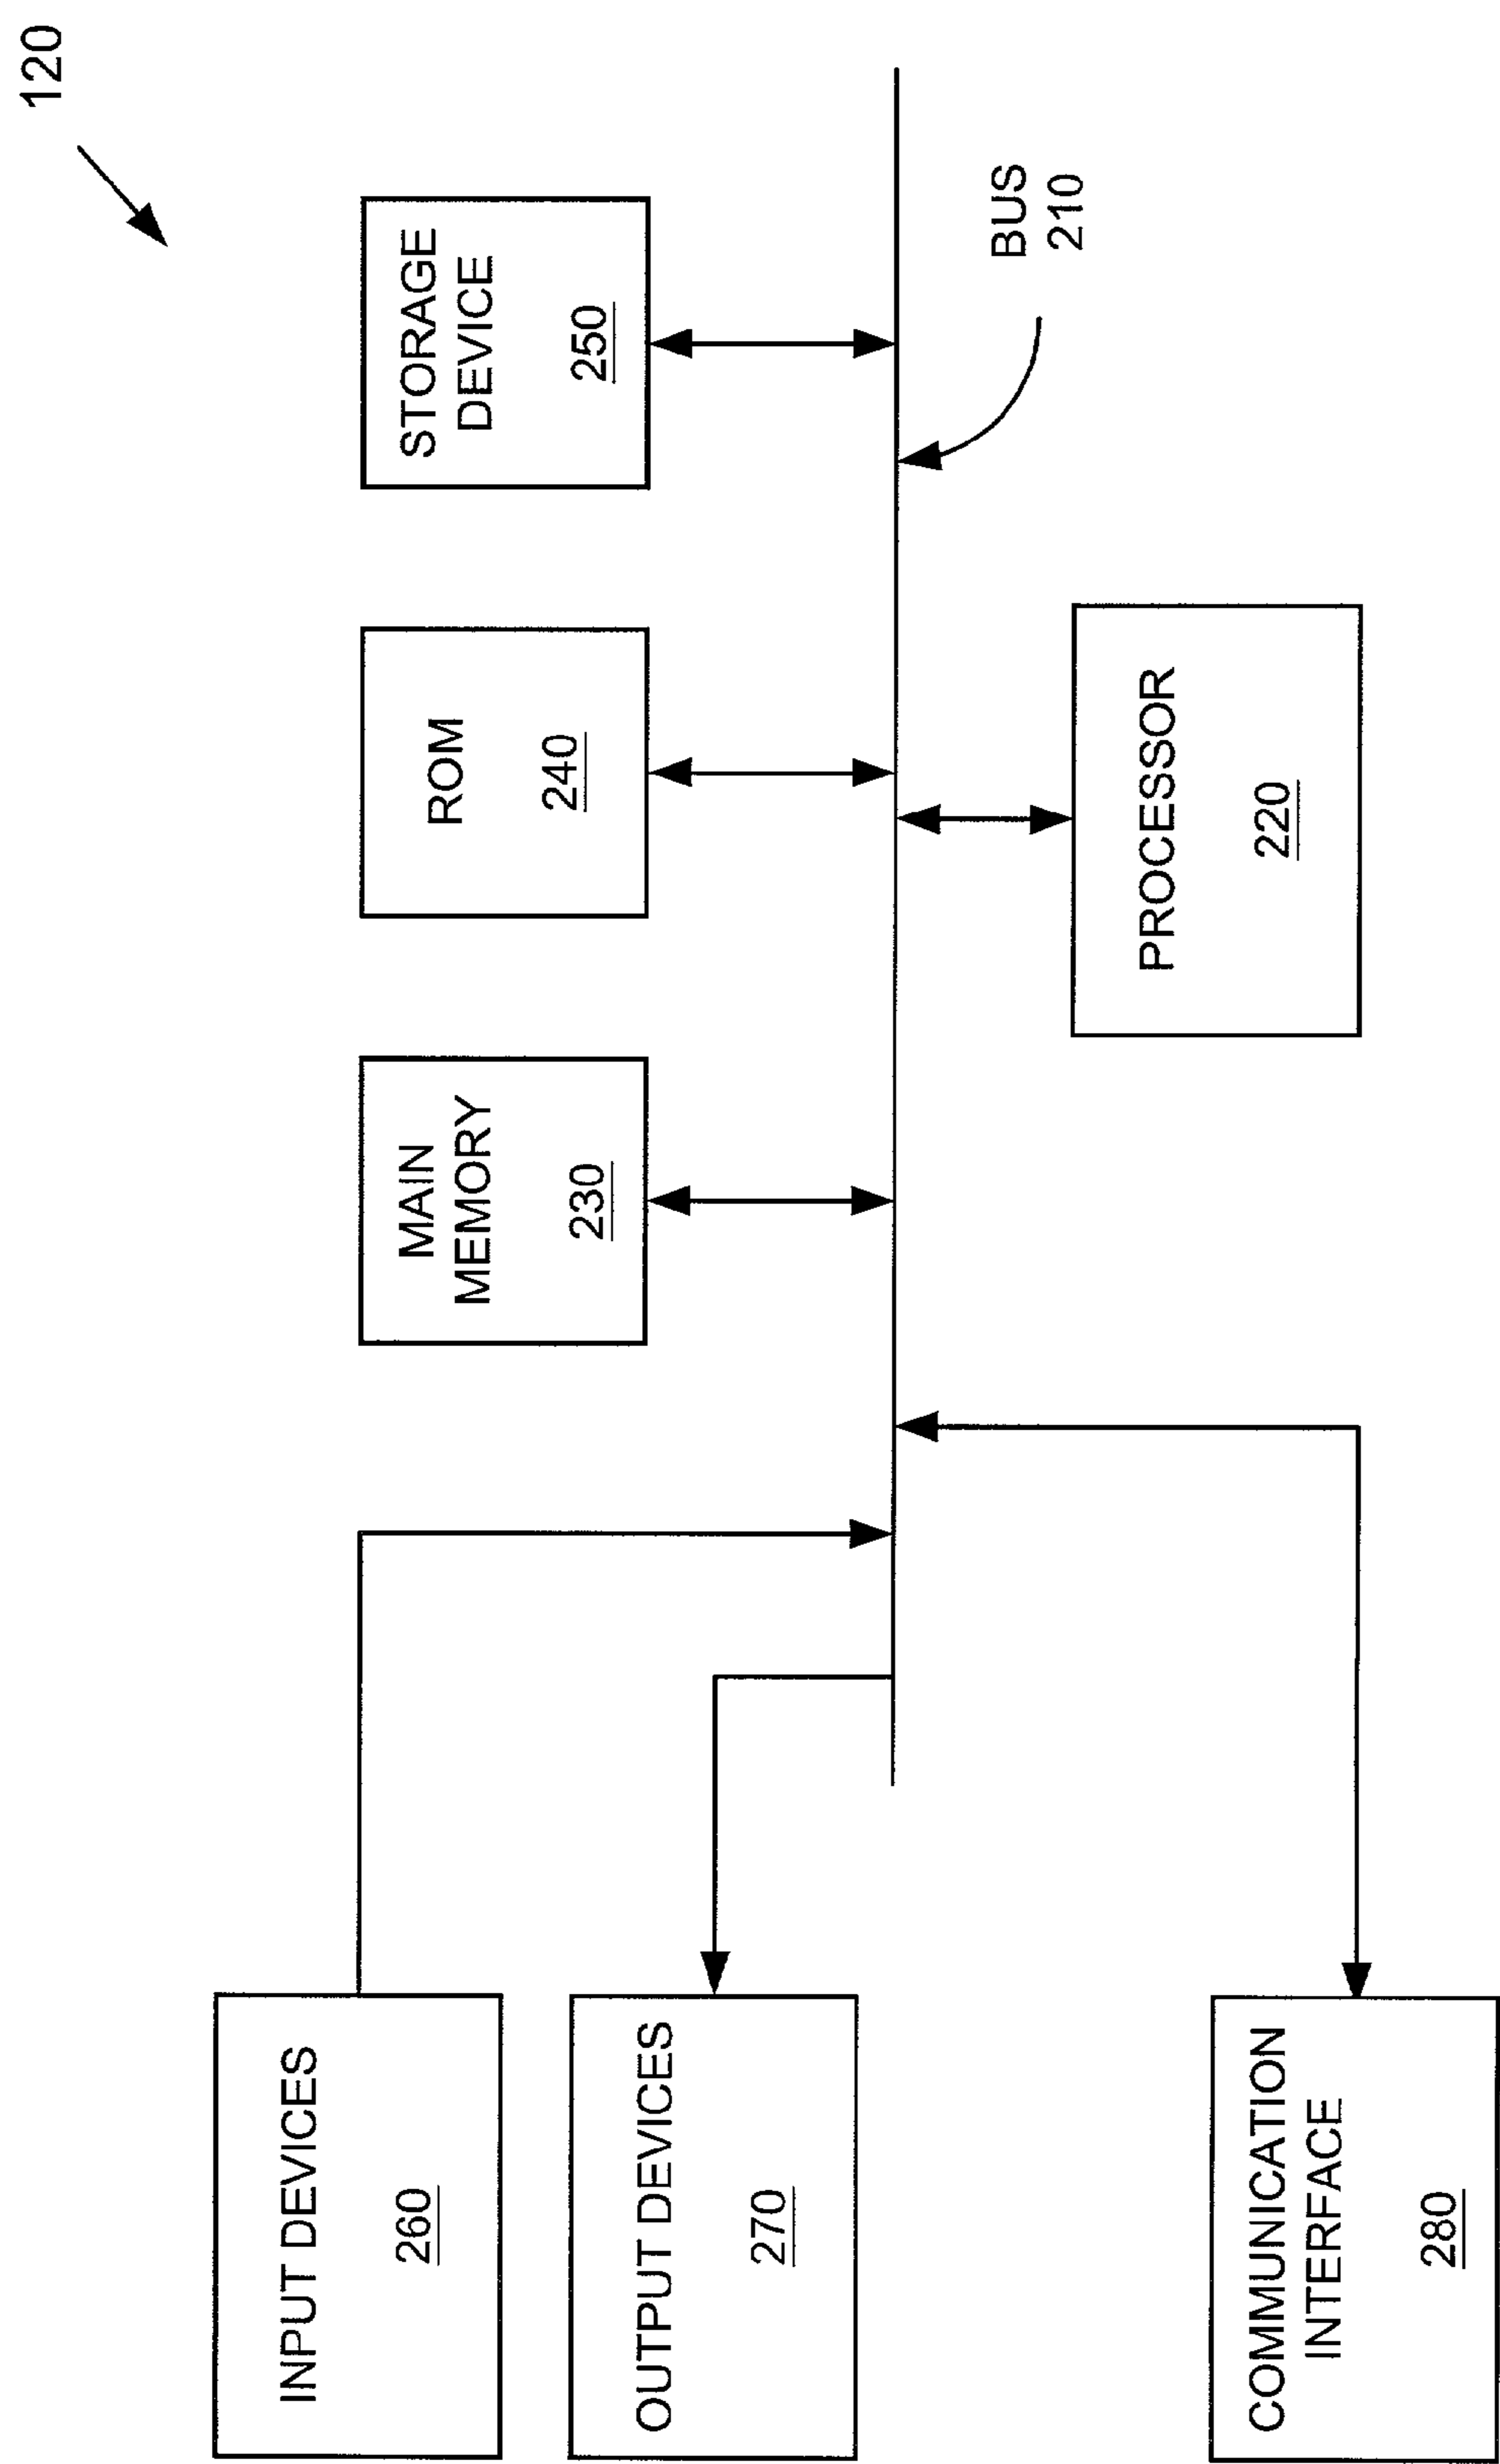 120
MAIN
MEMORY
230
ROM
240
STORAGE
DEVICE
250
INPUT DEVICES
260
OUTPUT DEVICES
270
BUS
210
PROCESSOR
220
COMMUNICATION
INTERFACE
280